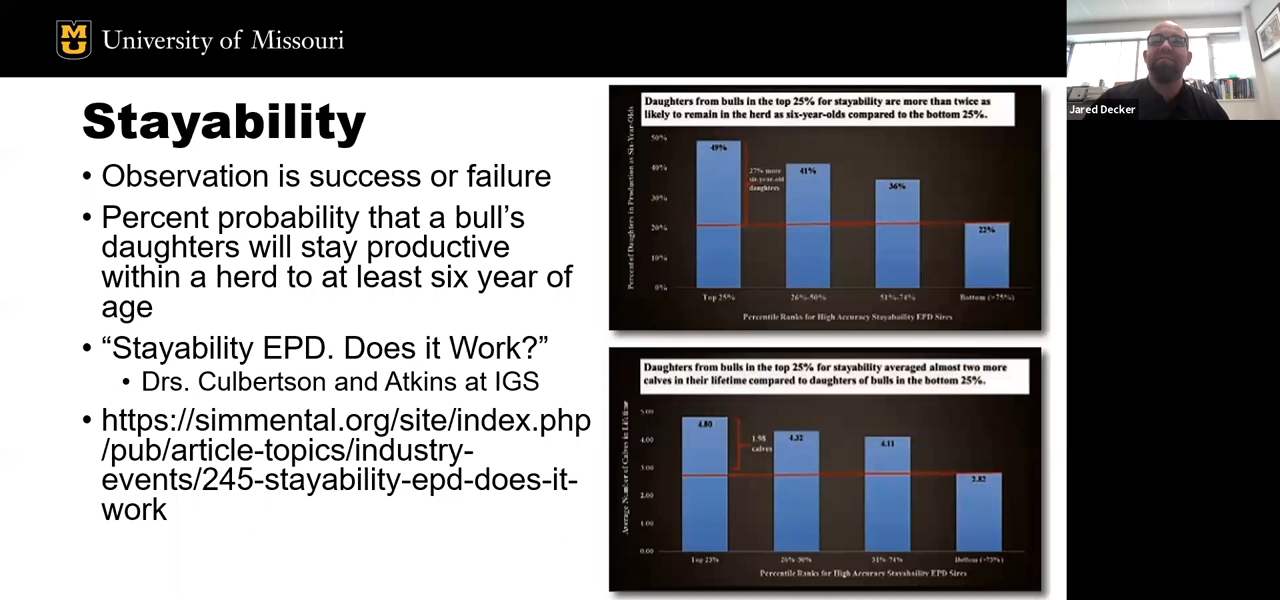 University of Missouri
Jared Decker
Stayability
• Observation is success or failure
• Percent probability that a bull's
daughters will stay productive
within a herd to at least six year of
age
• “Stayability EPD. Does it Work?”
• Drs. Culbertson and Atkins at IGS
• https://simmental.org/site/index.php
/pub/article-topics/industry-
events/245-stayability-epd-does-it-
work
Daughters from bulls in the top 25% for stayability are more than twice as
likely to remain in the herd as six-year-olds compared to the bottom 25%.
Percent of Daughters in Production as Six-Year-Olds
50%
40%
30%
20%
10%
0%
49%
27% more
six-year-old
daughters
41%
36%
22%
Top 25%
26%-50%
51%-74%
Bottom (>75%)
Percentile Ranks for High Accuracy Stayability EPD Sires
Daughters from bulls in the top 25% for stayability averaged almost two more
calves in their lifetime compared to daughters of bulls in the bottom 25%.
Average Number of Calves in Lifetime
5.00
4.00
3.00
2.00
1.00
0.00
4.80
1.98
calves
4.32
4.11
2.82
Top 25%
26%-50%
51%-74%
Bottom (>75%)
Percentile Ranks for High Accuracy Stayability EPD Sires